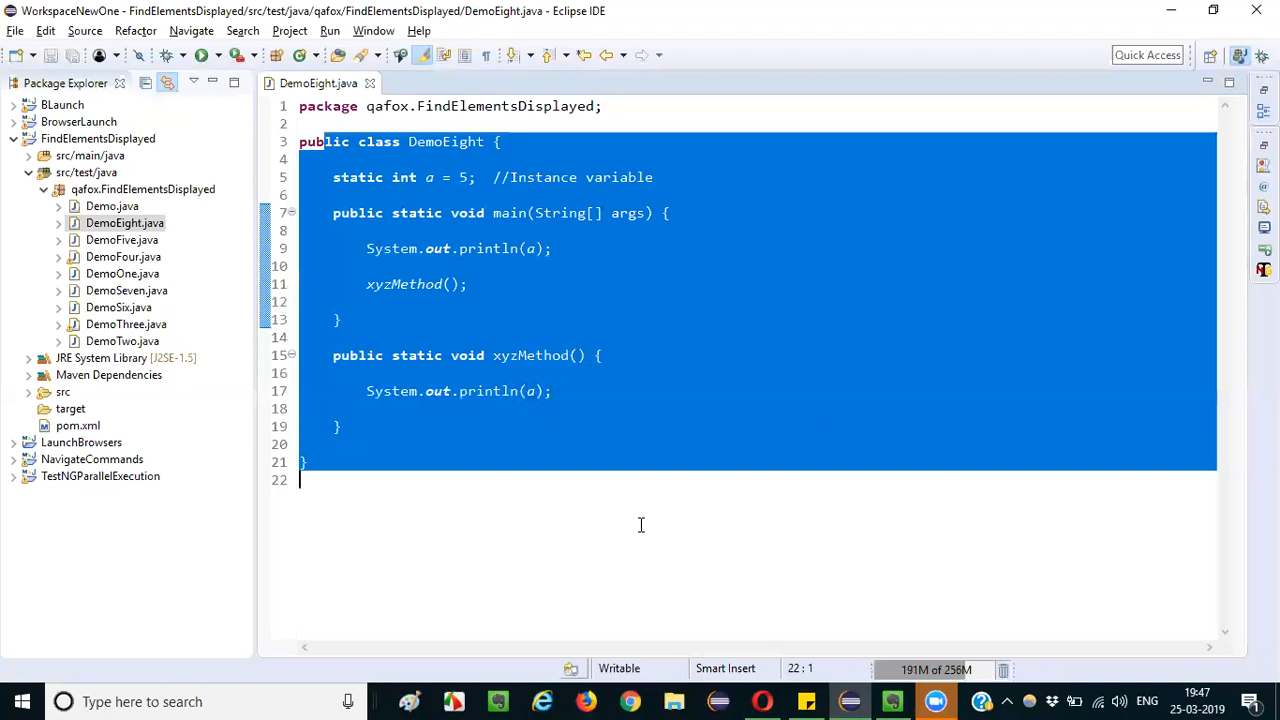 WorkspaceNewOne - FindElementsDisplayed/src/test/java/qafox/FindElementsDisplayed/DemoEight.java - Eclipse IDE
File Edit Source Refactor Navigate Search Project Run Window Help
Quick Access
Package Explorer
BLaunch
BrowserLaunch
FindElementsDisplayed
src/main/java
src/test/java
qafox.FindElementsDisplayed
Demo.java
DemoEight.java
DemoFive.java
DemoFour.java
DemoOne.java
DemoSeven.java
DemoSix.java
DemoThree.java
DemoTwo.java
JRE System Library [J2SE-1.5]
Maven Dependencies
src
target
pom.xml
LaunchBrowsers
NavigateCommands
TestNGParallelExecution
DemoEight.java
1 package qafox.FindElementsDisplayed;
2
3 public class DemoEight {
4
5 static int a = 5; //Instance variable
6
7 public static void main(String[] args) {
8
9 System.out.println(a);
10
11 xyzMethod();
12
13 }
14
15 public static void xyzMethod() {
16
17 System.out.println(a);
18
19 }
20
21 }
22
Writable Smart Insert 22 : 1 191M of 256M
Type here to search
ENG
19:47
25-03-2019